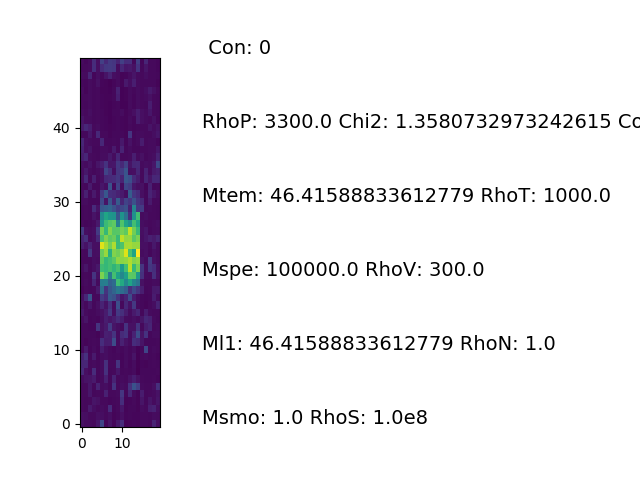 Con: 0
RhoP: 3300.0 Chi2: 1.3580732973242615 Co
Mtem: 46.41588833612779 RhoT: 1000.0
Mspe: 100000.0 RhoV: 300.0
Ml1: 46.41588833612779 RhoN: 1.0
Msmo: 1.0 RhoS: 1.0e8
40
30
20
10
0
0 10